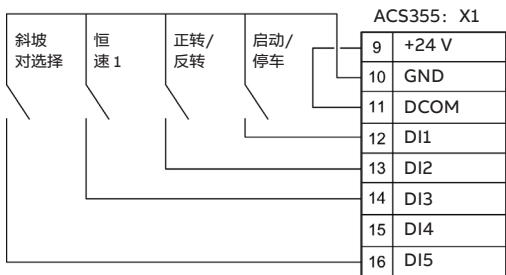 ACS355: X1
斜坡
对选择
恒
速 1
正转/
反转
启动/
停车
9 +24 V
10 GND
11 DCOM
12 DI1
13 DI2
14 DI3
15 DI4
16 DI5